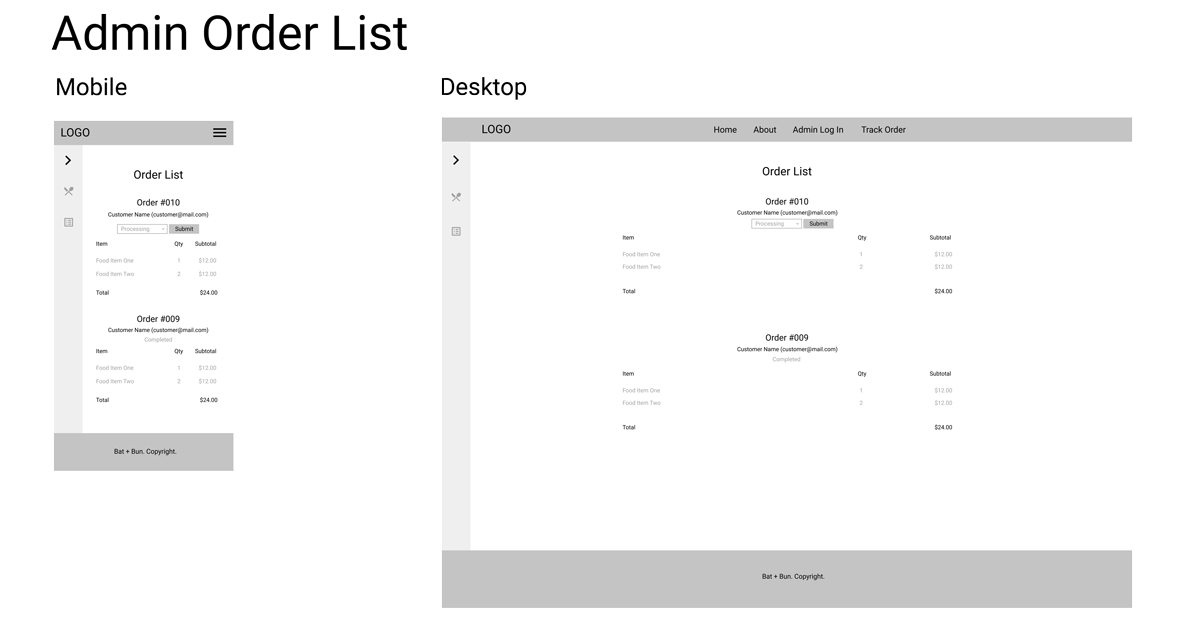 Admin Order List
Mobile
LOGO
Order List
Order #010
Customer Name (customer@mail.com)
Processing Submit
Item Qty Subtotal
Food Item One 1 $12.00
Food Item Two 2 $12.00
Total $24.00
Order #009
Customer Name (customer@mail.com)
Completed
Item Qty Subtotal
Food Item One 1 $12.00
Food Item Two 2 $12.00
Total $24.00
Bat + Bun. Copyright.
Desktop
LOGO Home About Admin Log In Track Order
Order List
Order #010
Customer Name (customer@mail.com)
Processing Submit
Item Qty Subtotal
Food Item One 1 $12.00
Food Item Two 2 $12.00
Total $24.00
Order #009
Customer Name (customer@mail.com)
Completed
Item Qty Subtotal
Food Item One 1 $12.00
Food Item Two 2 $12.00
Total $24.00
Bat + Bun. Copyright.